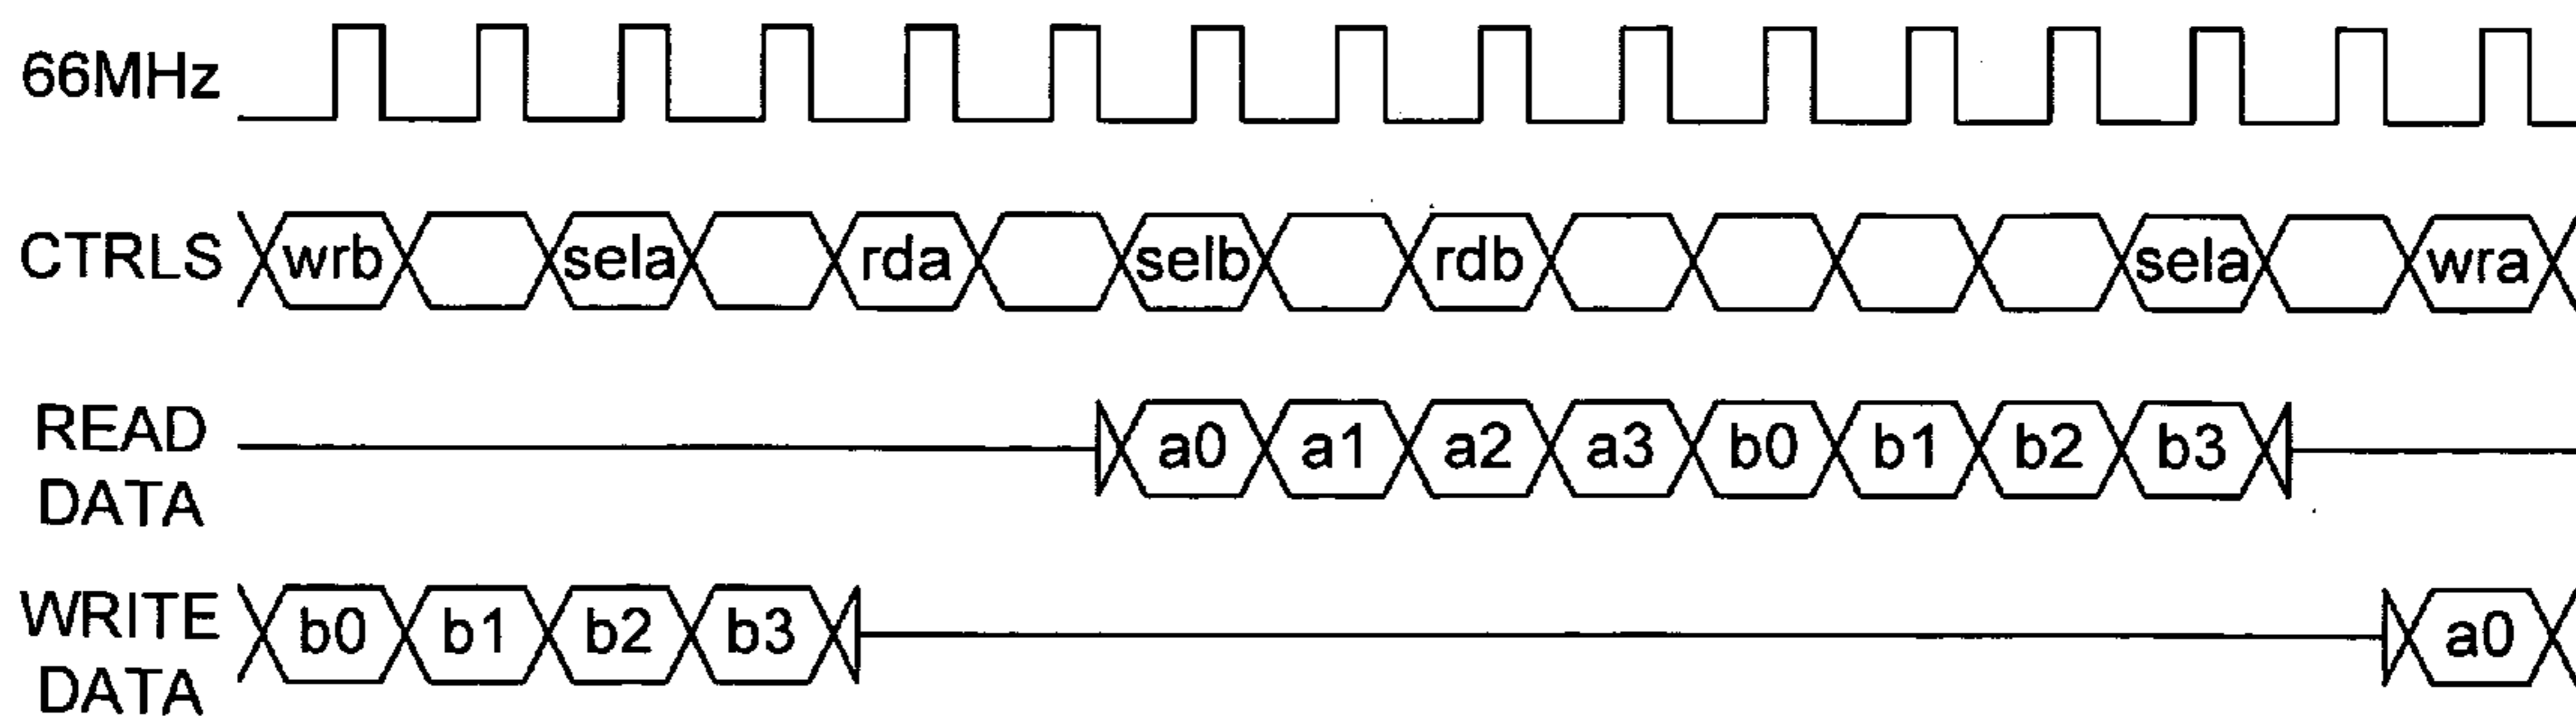 66MHz
CTRLS wrb sela rda selb rdb sela wra
READ DATA a0 a1 a2 a3 b0 b1 b2 b3
WRITE DATA b0 b1 b2 b3 a0